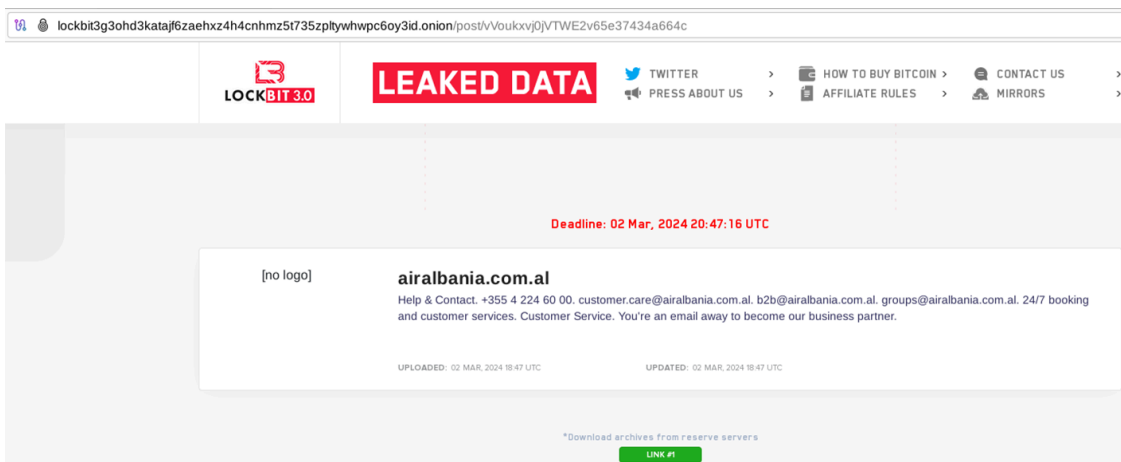 lockbit3g3ohd3katajf6zaehxz4h4cnhmz5t735zpltywhwpc6oy3id.onion/post/vVoukxvj0jVTWE2v65e37434a664c
LOCKBIT 3.0
LEAKED DATA
TWITTER >
PRESS ABOUT US >
HOW TO BUY BITCOIN >
AFFILIATE RULES >
CONTACT US >
MIRRORS >
Deadline: 02 Mar, 2024 20:47:16 UTC
[no logo]
airalbania.com.al
Help & Contact. +355 4 224 60 00. customer.care@airalbania.com.al. b2b@airalbania.com.al. groups@airalbania.com.al. 24/7 booking
and customer services. Customer Service. You're an email away to become our business partner.
UPLOADED: 02 MAR, 2024 18:47 UTC
UPDATED: 02 MAR, 2024 18:47 UTC
*Download archives from reserve servers
LINK #1